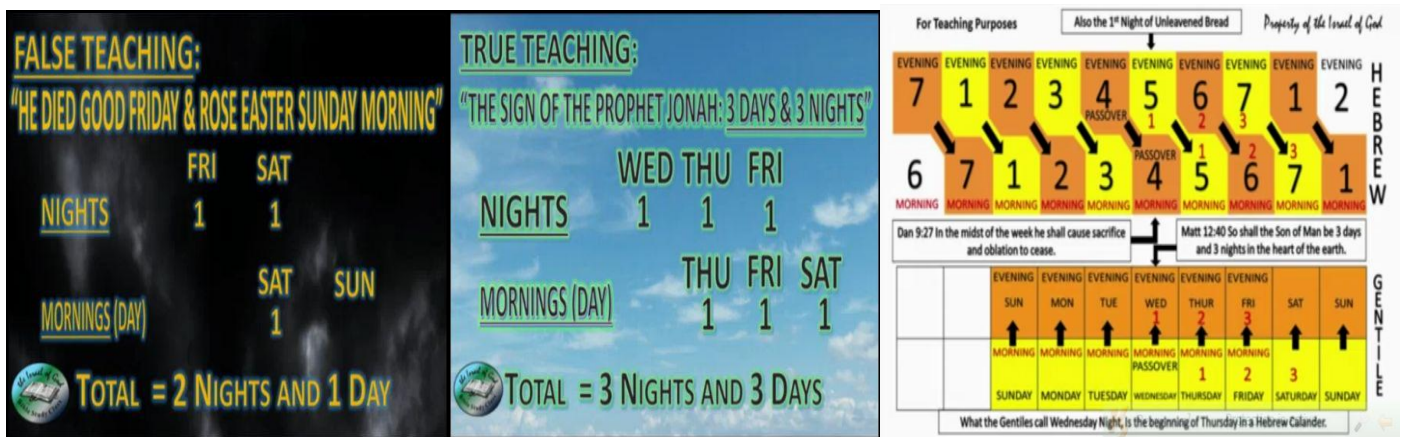 FALSE TEACHING:
"HE DIED GOOD FRIDAY & ROSE EASTER SUNDAY MORNING"
FRI SAT
NIGHTS 1 1
SAT SUN
MORNINGS (DAY) 1
TOTAL = 2 NIGHTS AND 1 DAY
TRUE TEACHING:
"THE SIGN OF THE PROPHET JONAH: 3 DAYS & 3 NIGHTS"
WED THU FRI
NIGHTS 1 1 1
THU FRI SAT
MORNINGS (DAY) 1 1 1
TOTAL = 3 NIGHTS AND 3 DAYS
For Teaching Purposes
Also the 1st Night of Unleavened Bread
Property of the Israel of God
EVENING EVENING EVENING EVENING EVENING EVENING EVENING EVENING EVENING EVENING
7 1 2 3 4 5 6 7 1 2
PASSOVER 1 2 3
PASSOVER 1 2 3
6 7 1 2 3 4 5 6 7 1
MORNING MORNING MORNING MORNING MORNING MORNING MORNING MORNING MORNING MORNING
HEBREW
Dan 9:27 In the midst of the week he shall cause sacrifice
and oblation to cease.
Matt 12:40 So shall the Son of Man be 3 days
and 3 nights in the heart of the earth.
EVENING EVENING EVENING EVENING EVENING EVENING
SUN MON TUE WED THUR FRI SAT SUN
1 2 3
MORNING MORNING MORNING MORNING MORNING MORNING
PASSOVER 1 2 3
SUNDAY MONDAY TUESDAY WEDNESDAY THURSDAY FRIDAY SATURDAY SUNDAY
GENTILE
What the Gentiles call Wednesday Night, Is the beginning of Thursday in a Hebrew Calander.